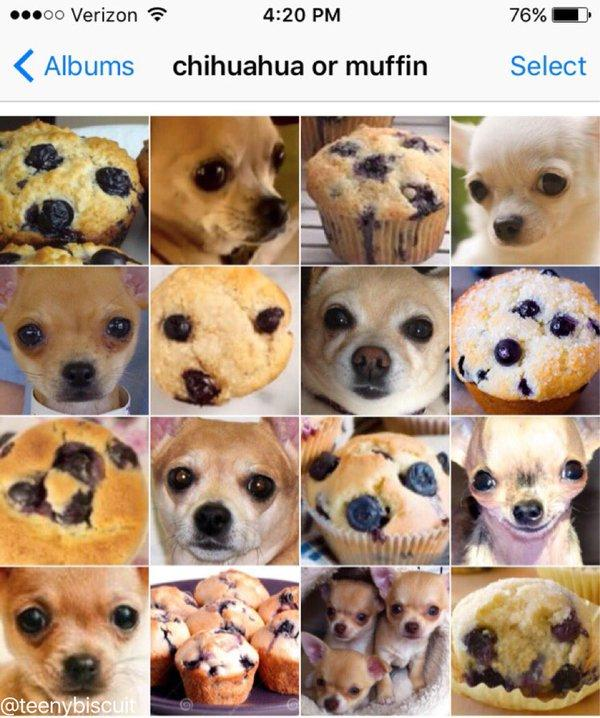 Verizon 4:20 PM 76%
Albums chihuahua or muffin Select
@teenybiscuit